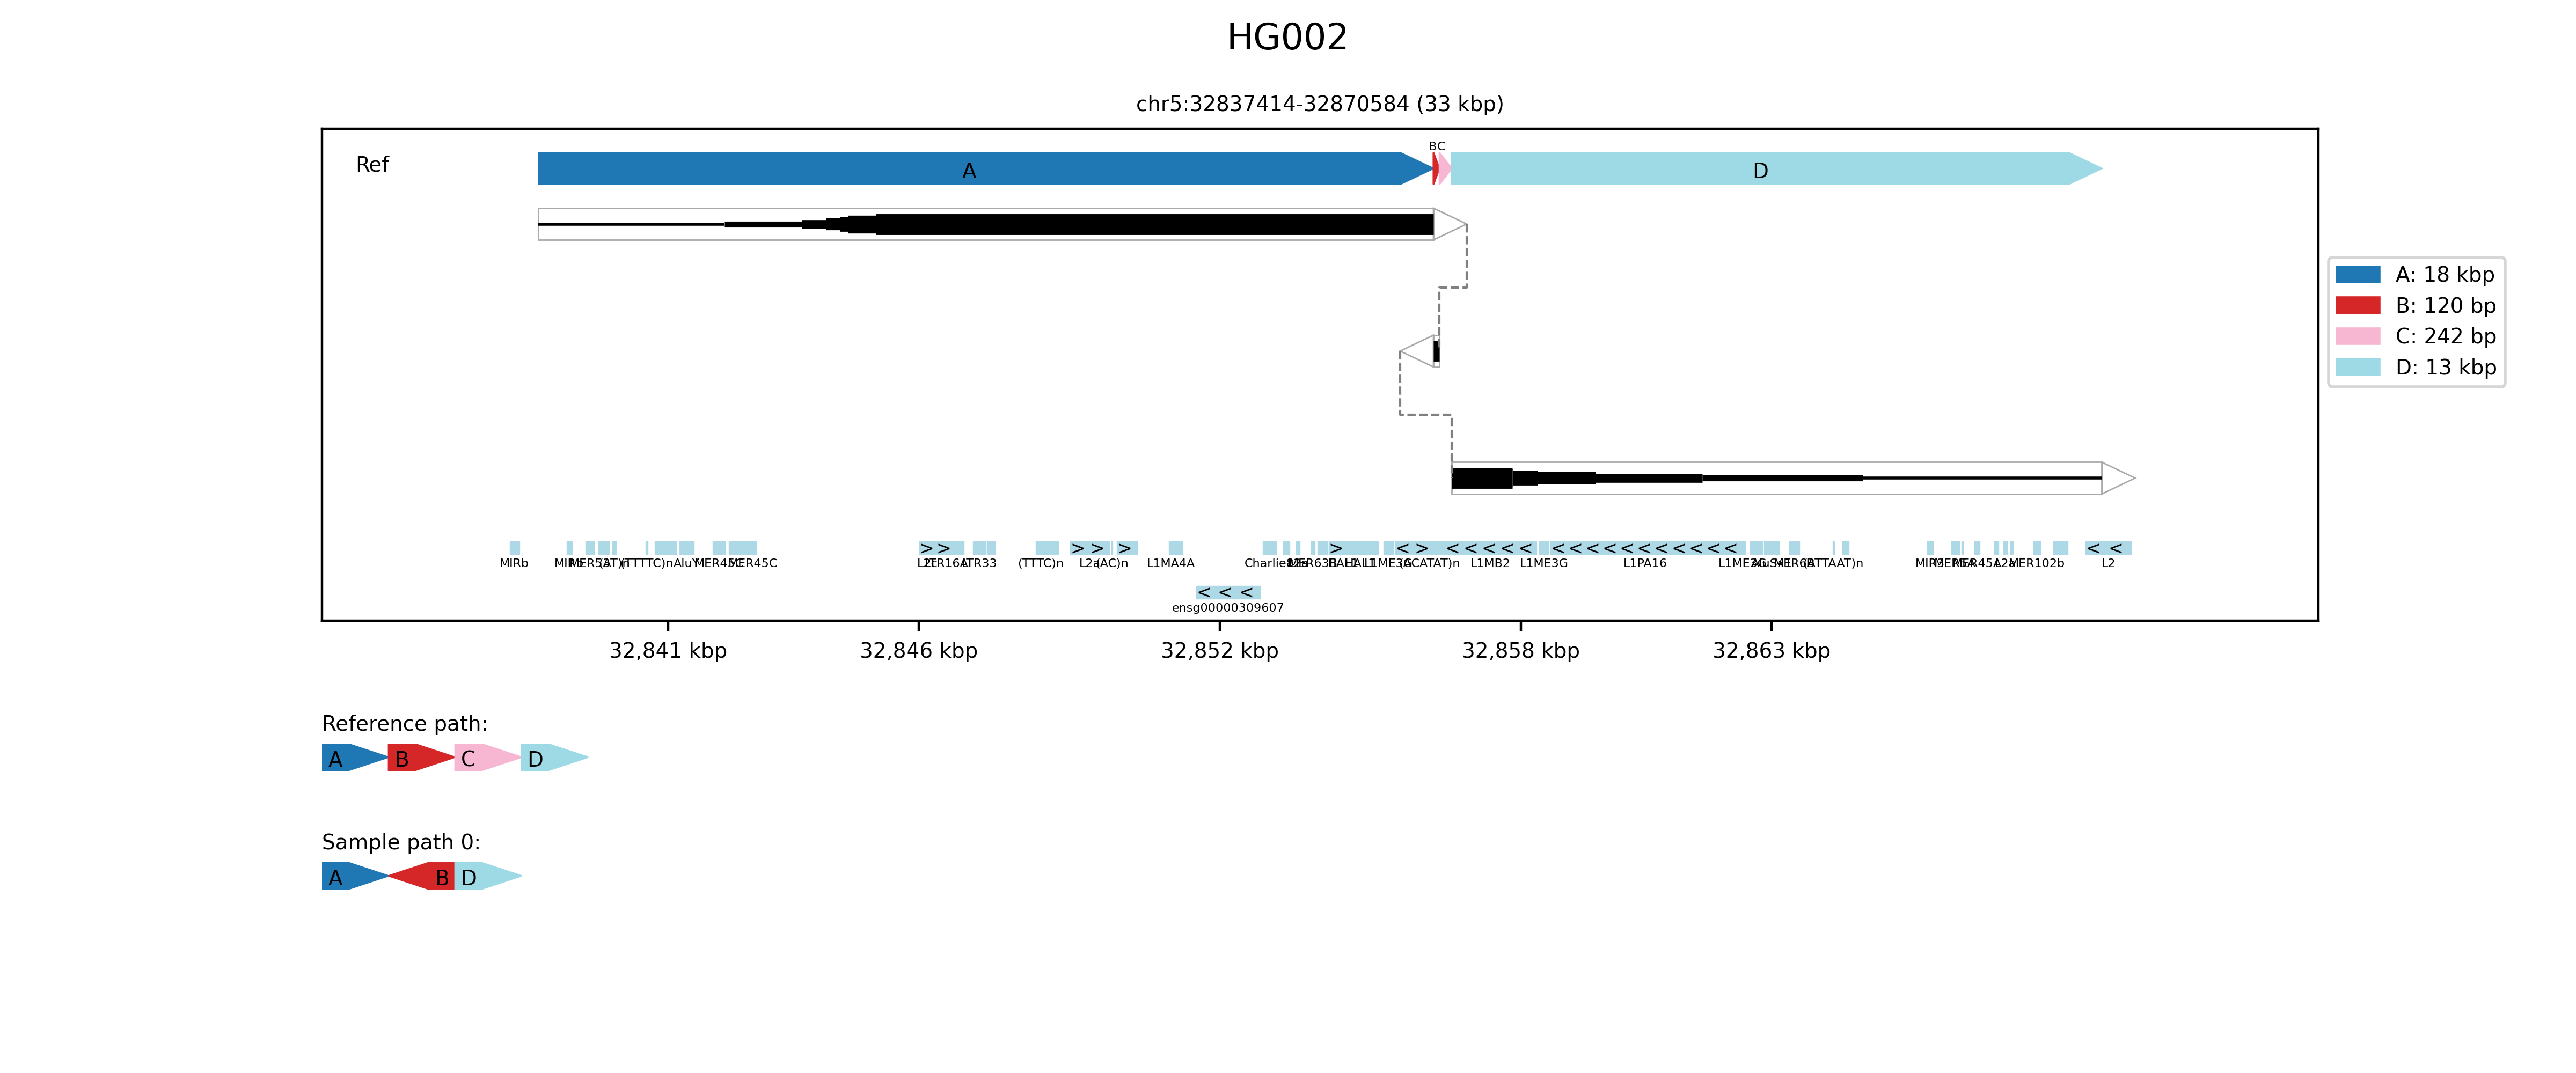 HG002
chr5:32837414-32870584 (33 kbp)
Ref
A
BC
D
A: 18 kbp
B: 120 bp
C: 242 bp
D: 13 kbp
> > > > > > < > < < < < < < < < < < < < < < < < < <
MIRb (TTTTC)n AluY MER45C (TTTC)n L2a (AC)n L1MA4A L1MB2 L1ME3G L1PA16 MER102b L2
< < <
ensg00000309607
32,841 kbp 32,846 kbp 32,852 kbp 32,858 kbp 32,863 kbp
Reference path:
A B C D
Sample path 0:
A B D